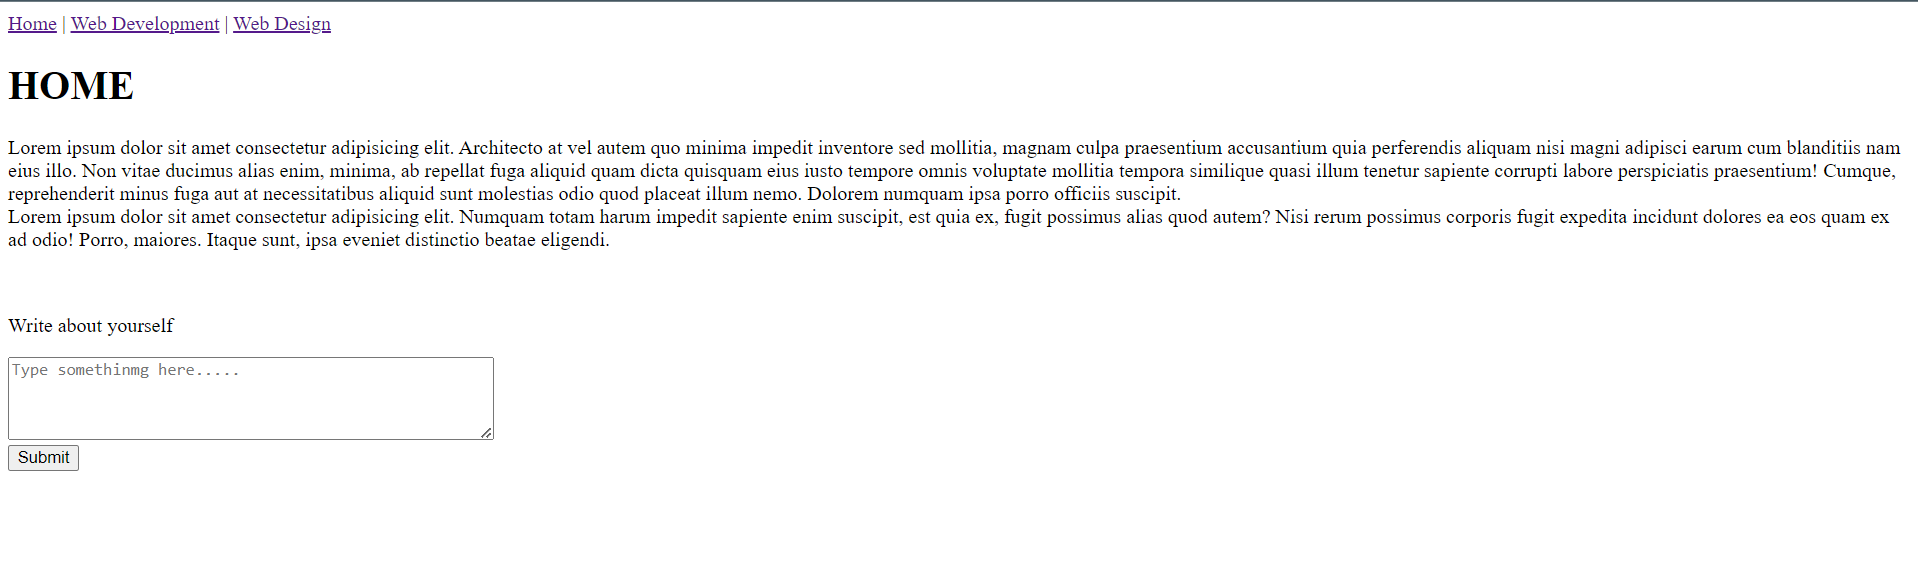 Home | Web Development | Web Design
HOME
Lorem ipsum dolor sit amet consectetur adipisicing elit. Architecto at vel autem quo minima impedit inventore sed mollitia, magnam culpa praesentium accusantium quia perferendis aliquam nisi magni adipisci earum cum blanditiis nam
eius illo. Non vitae ducimus alias enim, minima, ab repellat fuga aliquid quam dicta quisquam eius iusto tempore omnis voluptate mollitia tempora similique quasi illum tenetur sapiente corrupti labore perspiciatis praesentium! Cumque,
reprehenderit minus fuga aut at necessitatibus aliquid sunt molestias odio quod placeat illum nemo. Dolorem numquam ipsa porro officiis suscipit.
Lorem ipsum dolor sit amet consectetur adipisicing elit. Numquam totam harum impedit sapiente enim suscipit, est quia ex, fugit possimus alias quod autem? Nisi rerum possimus corporis fugit expedita incidunt dolores ea eos quam ex
ad odio! Porro, maiores. Itaque sunt, ipsa eveniet distinctio beatae eligendi.
Write about yourself
Type somethinmg here.....
Submit